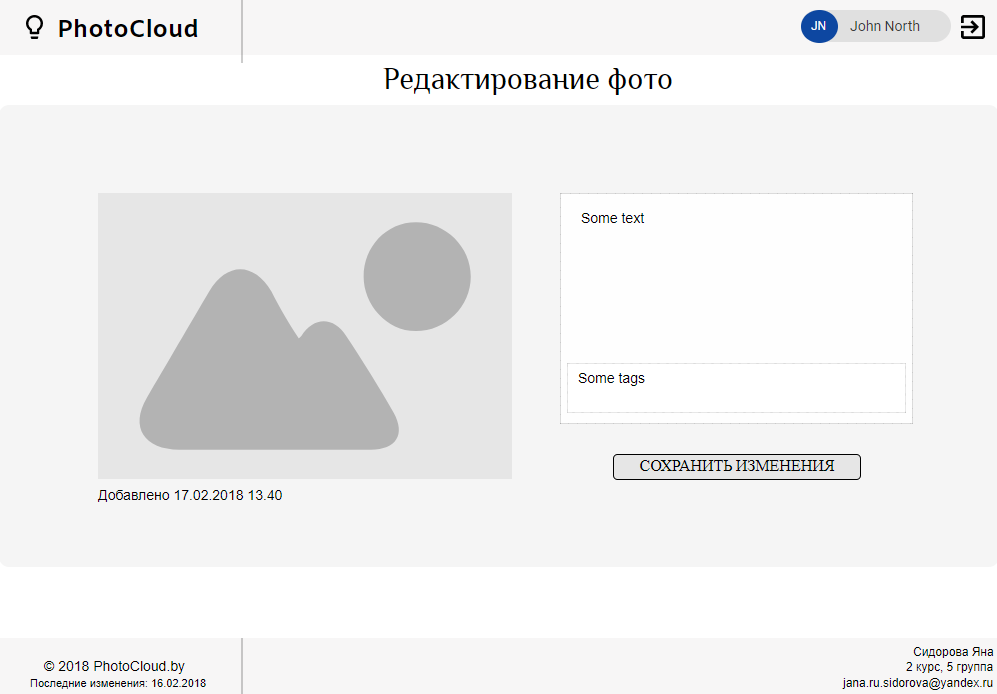 PhotoCloud
JN John North
Редактирование фото
Some text
Some tags
СОХРАНИТЬ ИЗМЕНЕНИЯ
Добавлено 17.02.2018 13.40
© 2018 PhotoCloud.by
Последние изменения: 16.02.2018
Сидорова Яна
2 курс, 5 группа
jana.ru.sidorova@yandex.ru